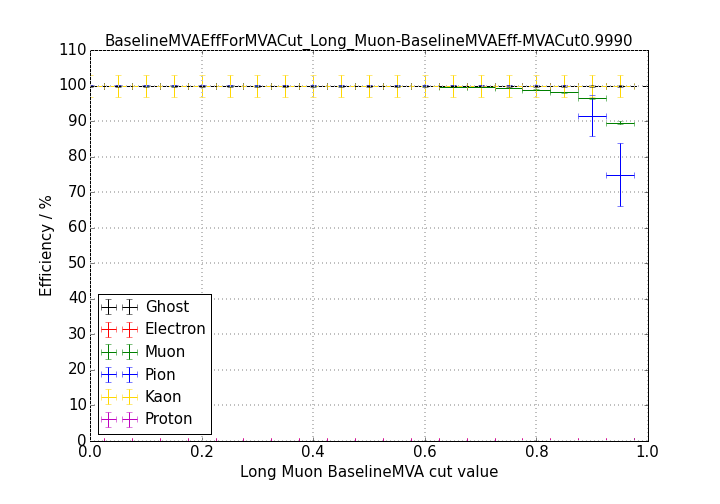 BaselineMVAEffForMVACut_Long_Muon-BaselineMVAEff-MVACut0.9990
110
100
90
80
70
60
50
40
30
20
10
0
Efficiency / %
Ghost
Electron
Muon
Pion
Kaon
Proton
0.0 0.2 0.4 0.6 0.8 1.0
Long Muon BaselineMVA cut value